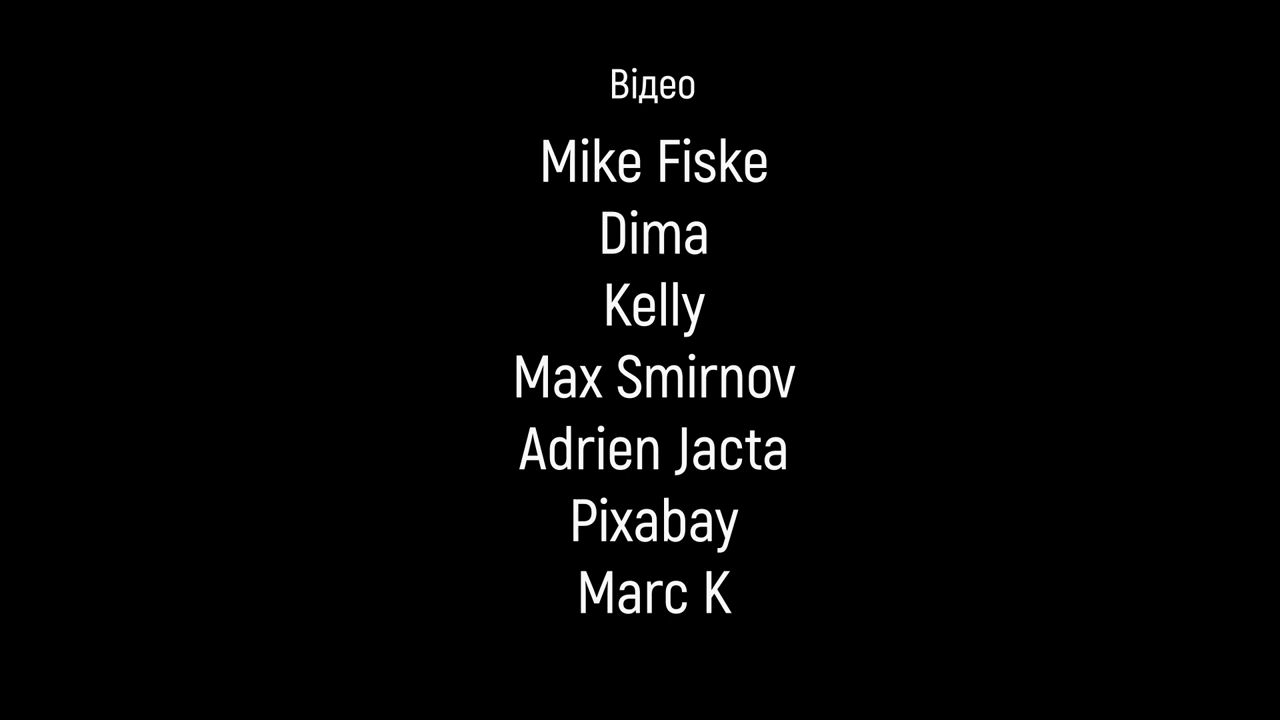 Відео
Mike Fiske
Dima
Kelly
Max Smirnov
Adrien Jacta
Pixabay
Marc K